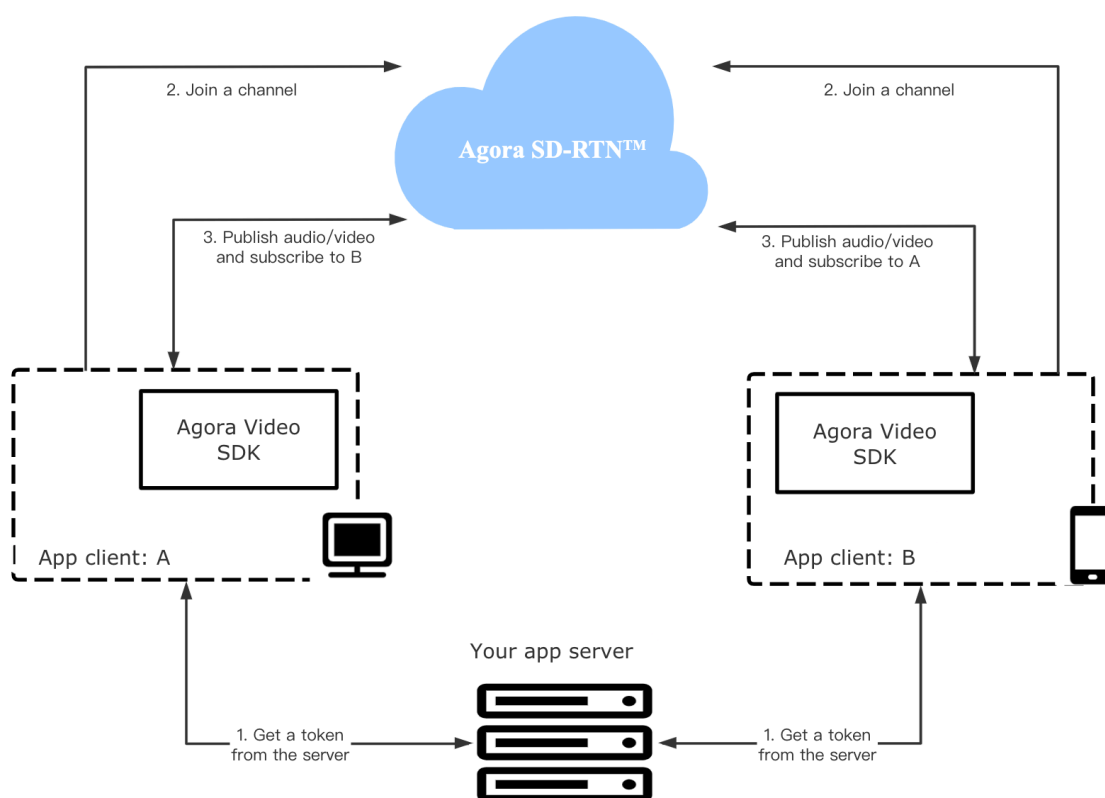 2. Join a channel
2. Join a channel
Agora SD-RTN™
3. Publish audio/video
and subscribe to B
3. Publish audio/video
and subscribe to A
Agora Video
SDK
Agora Video
SDK
App client: A
App client: B
Your app server
1. Get a token
from the server
1. Get a token
from the server